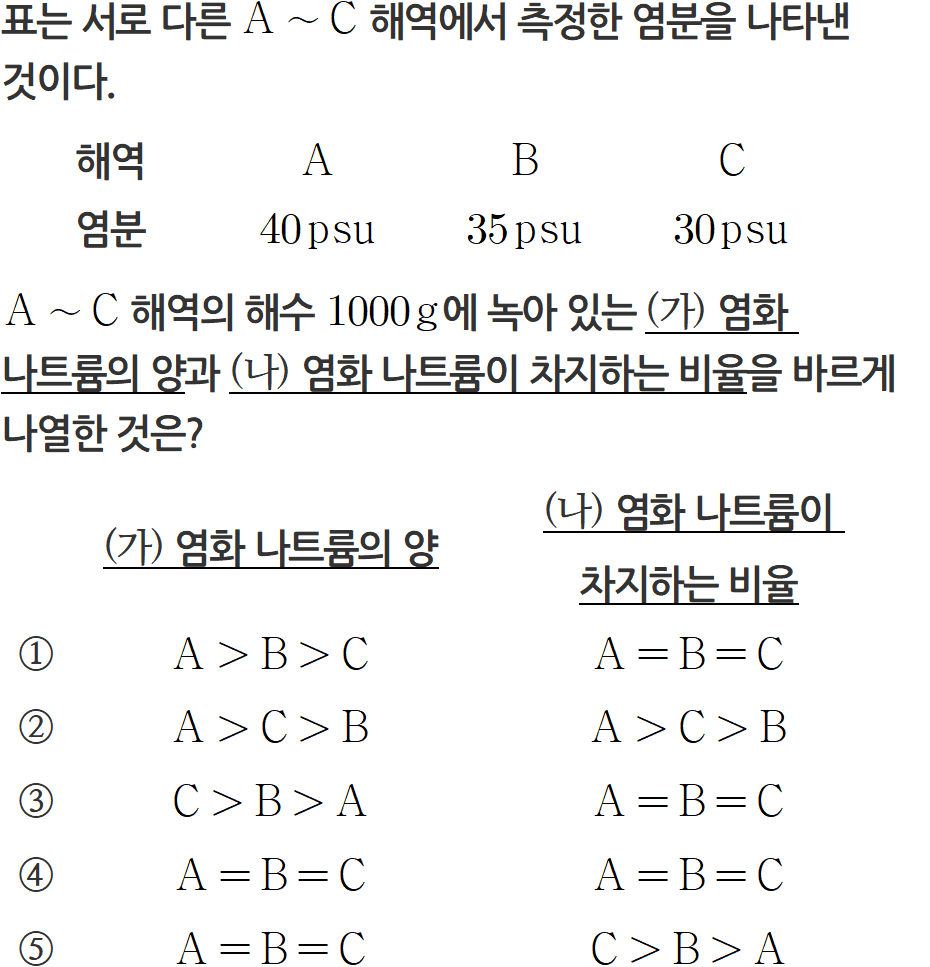 표는 서로 다른 A ~ C 해역에서 측정한 염분을 나타낸
것이다.
해역 A B C
염분 40 psu 35 psu 30 psu
A ~ C 해역의 해수 1000 g에 녹아 있는 (가) 염화
나트륨의 양과 (나) 염화 나트륨이 차지하는 비율을 바르게
나열한 것은?
(가) 염화 나트륨의 양 (나) 염화 나트륨이
차지하는 비율
① A > B > C A = B = C
② A > C > B A > C > B
③ C > B > A A = B = C
④ A = B = C A = B = C
⑤ A = B = C C > B > A